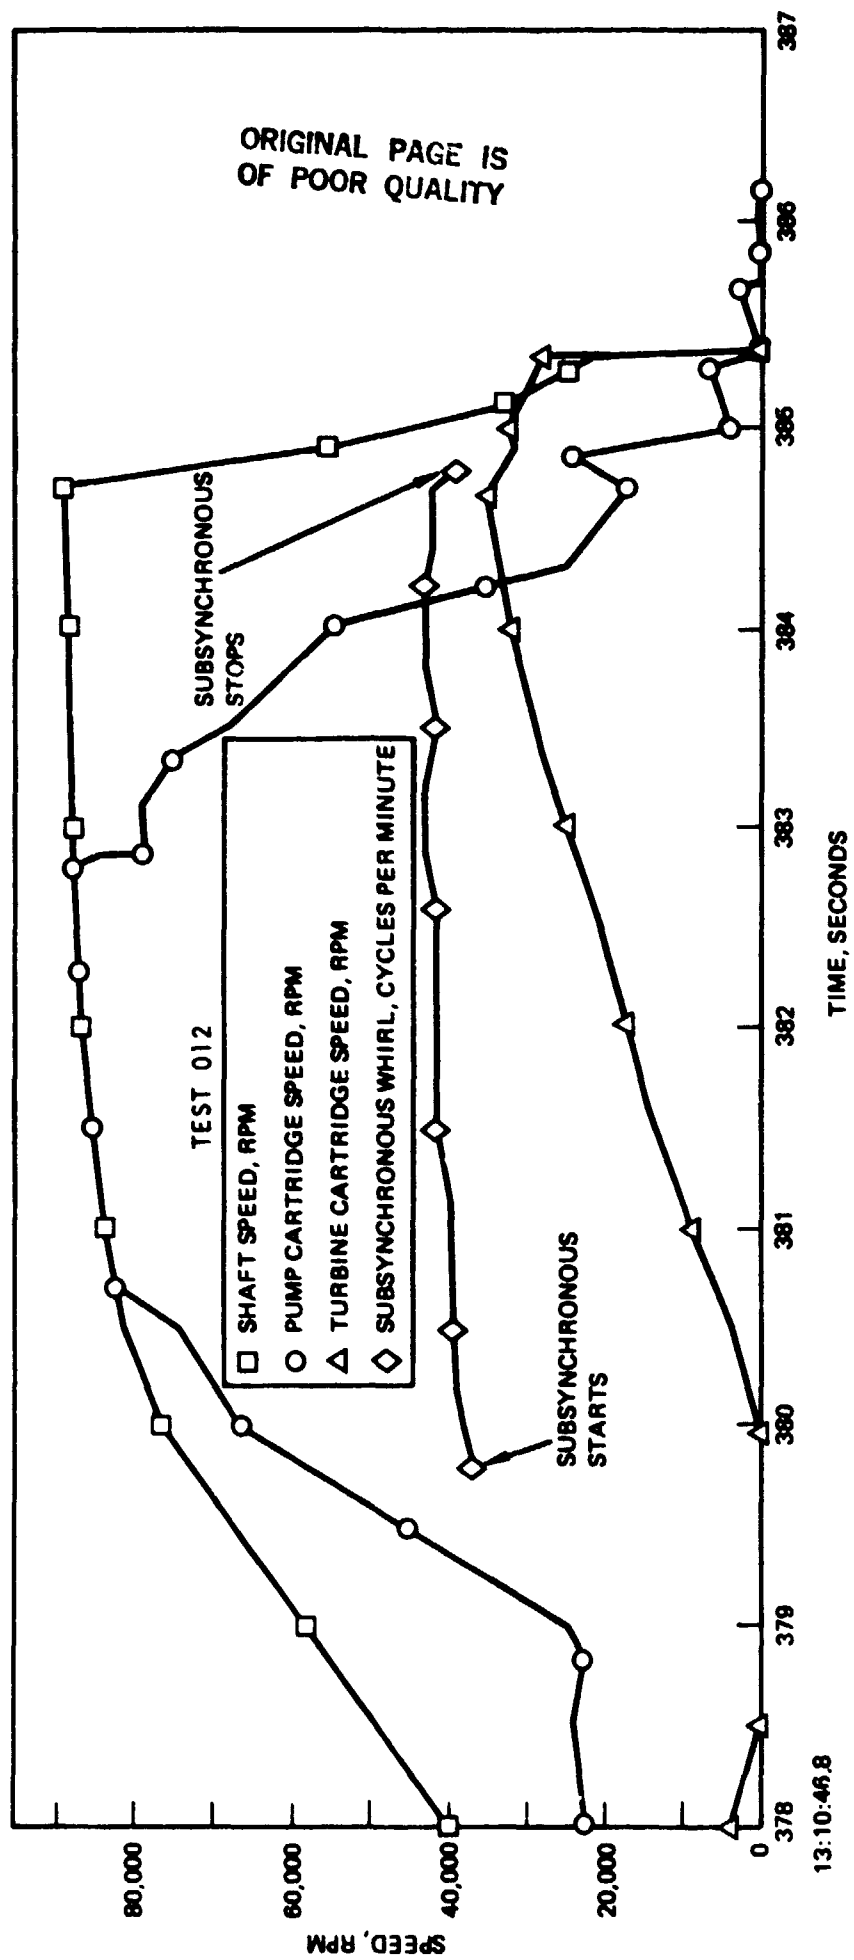 ORIGINAL PAGE IS
OF POOR QUALITY
SPEED, RPM
80,000
60,000
40,000
20,000
0
TEST 012
SHAFT SPEED, RPM
PUMP CARTRIDGE SPEED, RPM
TURBINE CARTRIDGE SPEED, RPM
SUBSYNCHRONOUS WHIRL, CYCLES PER MINUTE
SUBSYNCHRONOUS
STARTS
SUBSYNCHRONOUS
STOPS
378
379
380
381
382
383
384
385
386
387
13:10:46.8
TIME, SECONDS